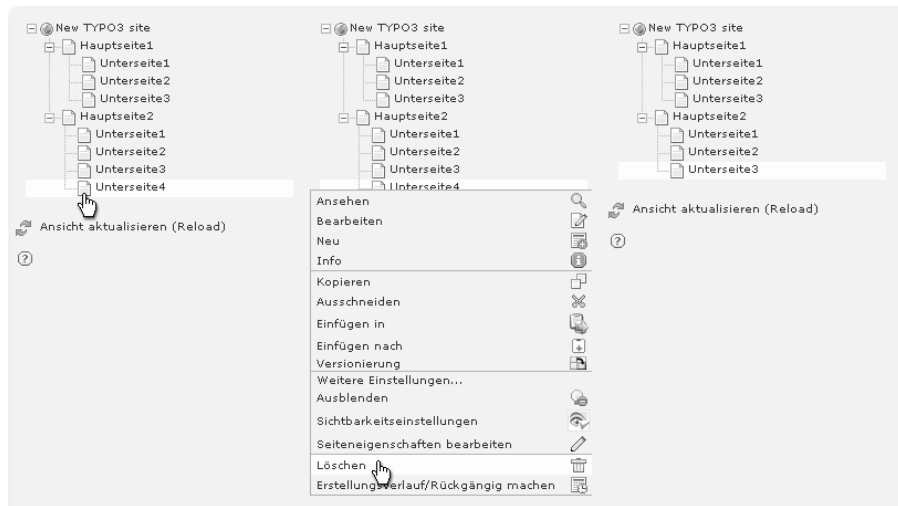 New TYPO3 site
Hauptseite1
Unterseite1
Unterseite2
Unterseite3
Hauptseite2
Unterseite1
Unterseite2
Unterseite3
Unterseite4
Ansicht aktualisieren (Reload)
?
New TYPO3 site
Hauptseite1
Unterseite1
Unterseite2
Unterseite3
Hauptseite2
Unterseite1
Unterseite2
Unterseite3
Unterseite4
Ansehen
Bearbeiten
Neu
Info
Kopieren
Ausschneiden
Einfügen in
Einfügen nach
Versionierung
Weitere Einstellungen...
Ausblenden
Sichtbarkeitseinstellungen
Seiteneigenschaften bearbeiten
Löschen
Erstellungsverlauf/Rückgängig machen
New TYPO3 site
Hauptseite1
Unterseite1
Unterseite2
Unterseite3
Hauptseite2
Unterseite1
Unterseite2
Unterseite3
Ansicht aktualisieren (Reload)
?